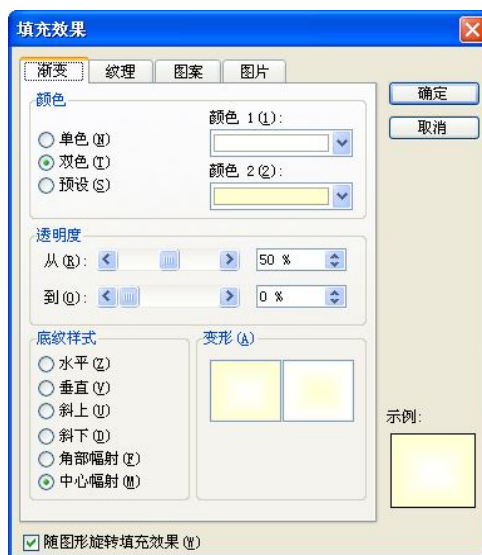 填充效果
渐变 纹理 图案 图片
确定
取消
颜色
单色(N)
双色(T)
预设(S)
颜色 1(1):
颜色 2(2):
透明度
从(R): 50 %
到(O): 0 %
底纹样式
水平(Z)
垂直(V)
斜上(U)
斜下(D)
角部幅射(F)
中心幅射(M)
变形(A)
示例:
随图形旋转填充效果(W)